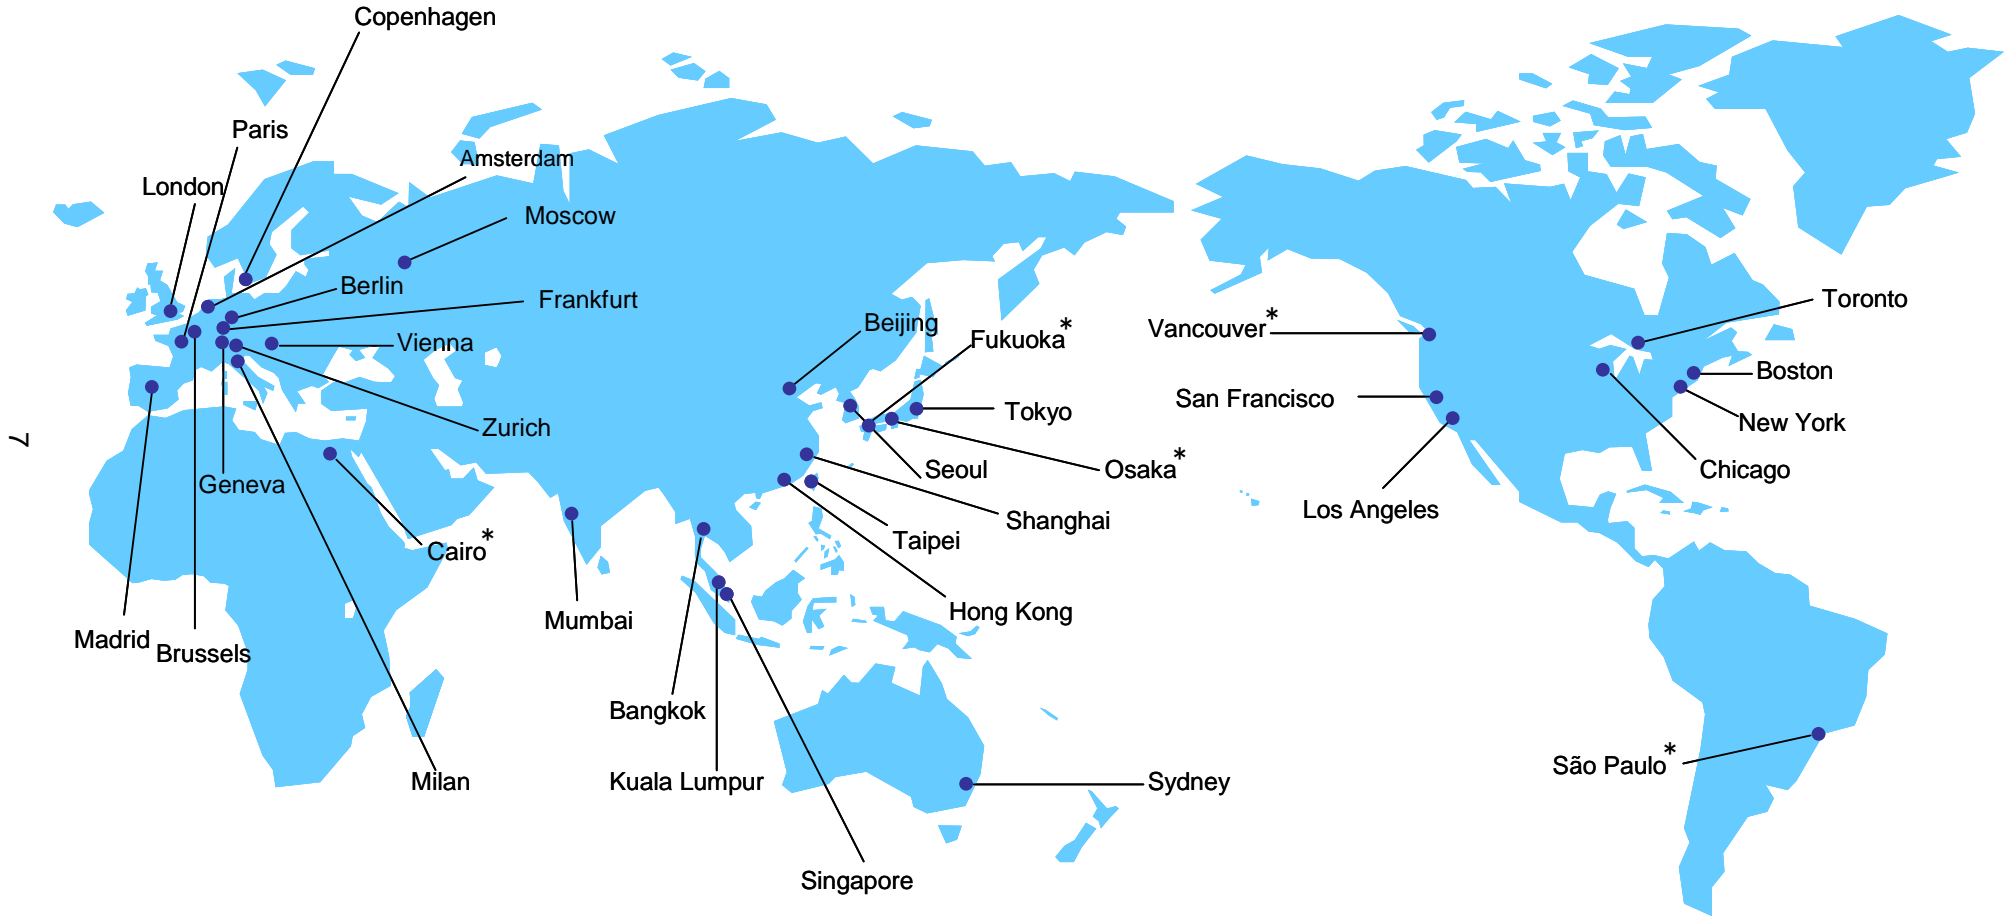 Copenhagen
Paris
Amsterdam
London
Moscow
Berlin
Frankfurt
Vienna
Zurich
Geneva
Cairo*
Madrid
Brussels
Milan
Mumbai
Beijing
Fukuoka*
Tokyo
Seoul
Osaka*
Shanghai
Taipei
Hong Kong
Bangkok
Kuala Lumpur
Singapore
Sydney
Vancouver*
San Francisco
Los Angeles
Toronto
Boston
New York
Chicago
São Paulo*
7